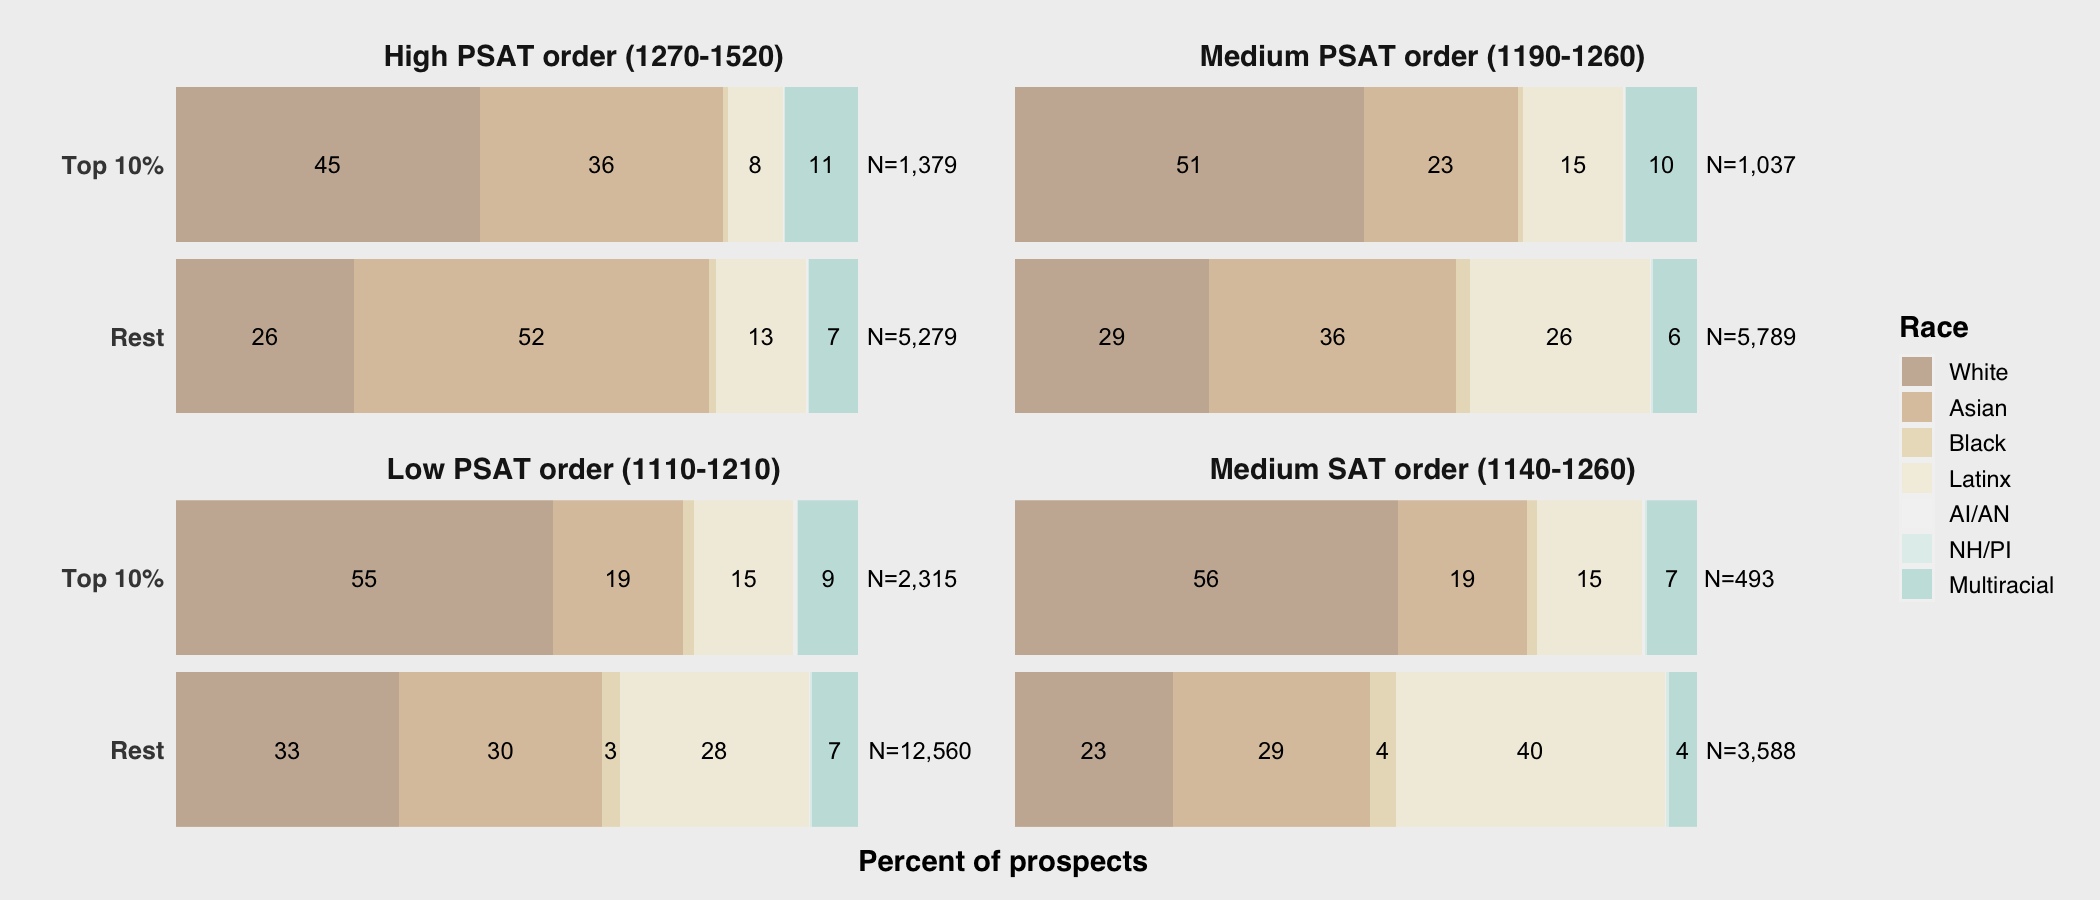 High PSAT order (1270-1520)
Top 10% 45 36 8 11 N=1,379
Rest 26 52 13 7 N=5,279
Medium PSAT order (1190-1260)
51 23 15 10 N=1,037
29 36 26 6 N=5,789
Low PSAT order (1110-1210)
Top 10% 55 19 15 9 N=2,315
Rest 33 30 3 28 7 N=12,560
Medium SAT order (1140-1260)
56 19 15 7 N=493
23 29 4 40 4 N=3,588
Percent of prospects
Race
White
Asian
Black
Latinx
AI/AN
NH/PI
Multiracial